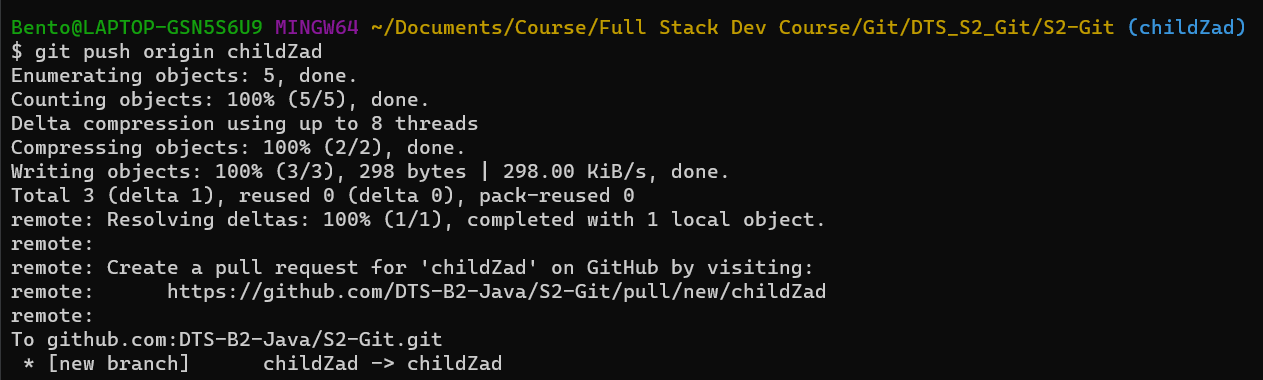 Bento@LAPTOP-GSN5S6U9 MINGW64 ~/Documents/Course/Full Stack Dev Course/Git/DTS_S2_Git/S2-Git (childZad)
$ git push origin childZad
Enumerating objects: 5, done.
Counting objects: 100% (5/5), done.
Delta compression using up to 8 threads
Compressing objects: 100% (2/2), done.
Writing objects: 100% (3/3), 298 bytes | 298.00 KiB/s, done.
Total 3 (delta 1), reused 0 (delta 0), pack-reused 0
remote: Resolving deltas: 100% (1/1), completed with 1 local object.
remote:
remote: Create a pull request for 'childZad' on GitHub by visiting:
remote:      https://github.com/DTS-B2-Java/S2-Git/pull/new/childZad
remote:
To github.com:DTS-B2-Java/S2-Git.git
 * [new branch]      childZad -> childZad